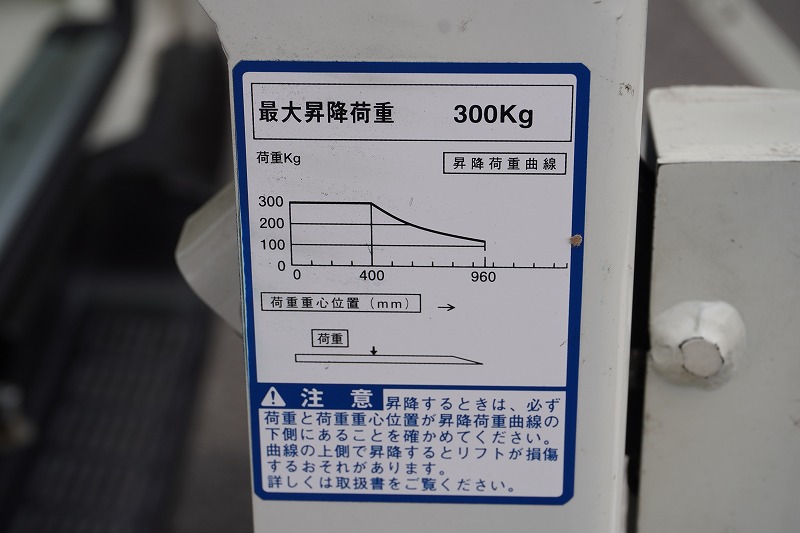 最大昇降荷重 300Kg
荷重Kg
昇降荷重曲線
300
200
100
0
0 400 960
荷重重心位置(mm) →
荷重
注意 昇降するときは、必ず
荷重と荷重重心位置が昇降荷重曲線の
下側にあることを確かめてください。
曲線の上側で昇降するとリフトが損傷
するおそれがあります。
詳しくは取扱書をご覧ください。